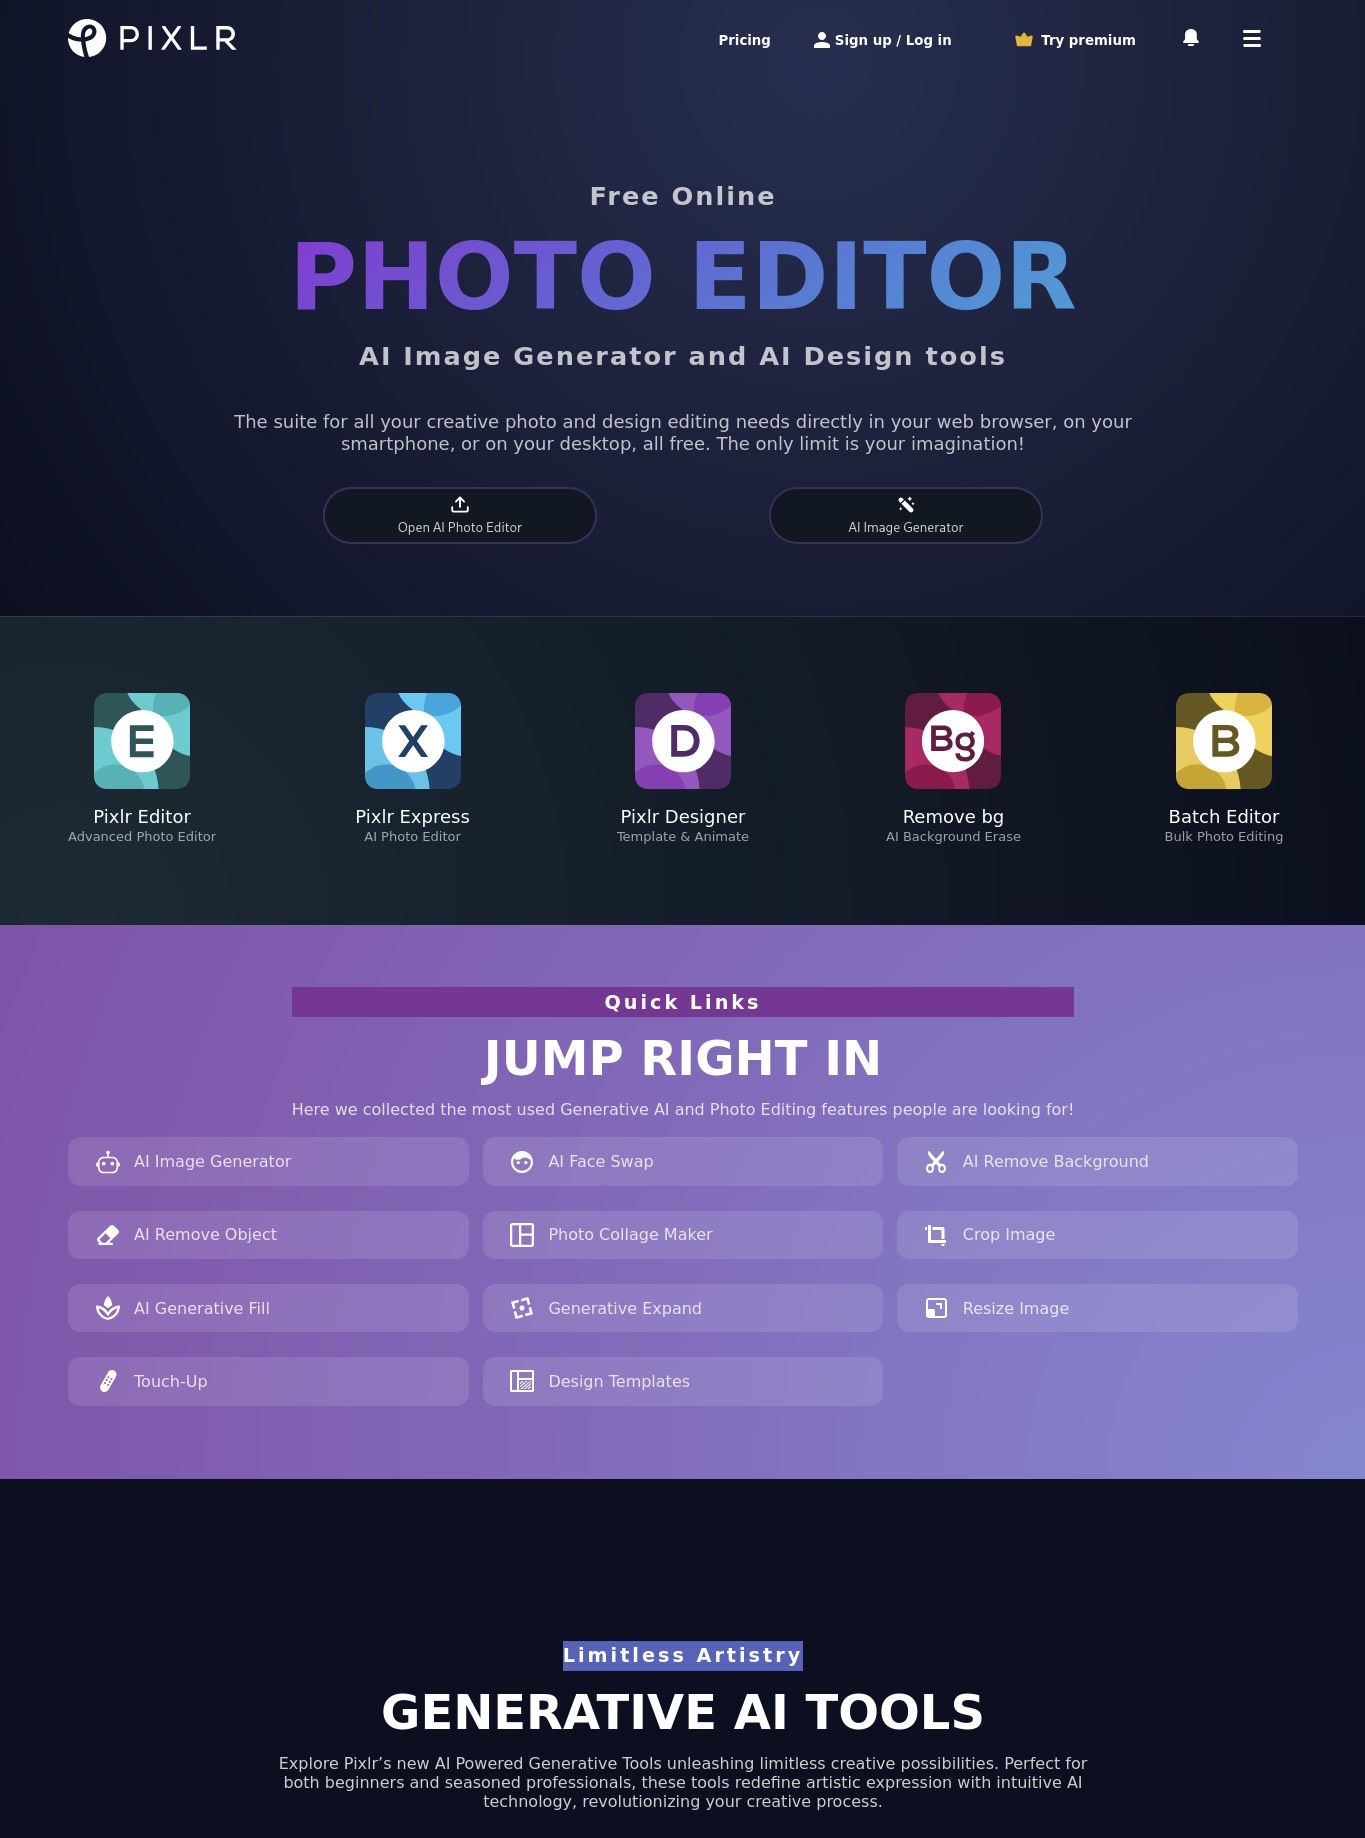 PIXLR
Pricing
Sign up / Log in
Try premium
Free Online
PHOTO EDITOR
AI Image Generator and AI Design tools
The suite for all your creative photo and design editing needs directly in your web browser, on your
smartphone, or on your desktop, all free. The only limit is your imagination!
Open AI Photo Editor
AI Image Generator
E
X
D
Bg
B
Pixlr Editor
Pixlr Express
Pixlr Designer
Remove bg
Batch Editor
Advanced Photo Editor
AI Photo Editor
Template & Animate
AI Background Erase
Bulk Photo Editing
Quick Links
JUMP RIGHT IN
Here we collected the most used Generative AI and Photo Editing features people are looking for!
AI Image Generator
AI Face Swap
AI Remove Background
AI Remove Object
Photo Collage Maker
Crop Image
AI Generative Fill
Generative Expand
Resize Image
Touch-Up
Design Templates
Limitless Artistry
GENERATIVE AI TOOLS
Explore Pixlr’s new AI Powered Generative Tools unleashing limitless creative possibilities. Perfect for
both beginners and seasoned professionals, these tools redefine artistic expression with intuitive AI
technology, revolutionizing your creative process.